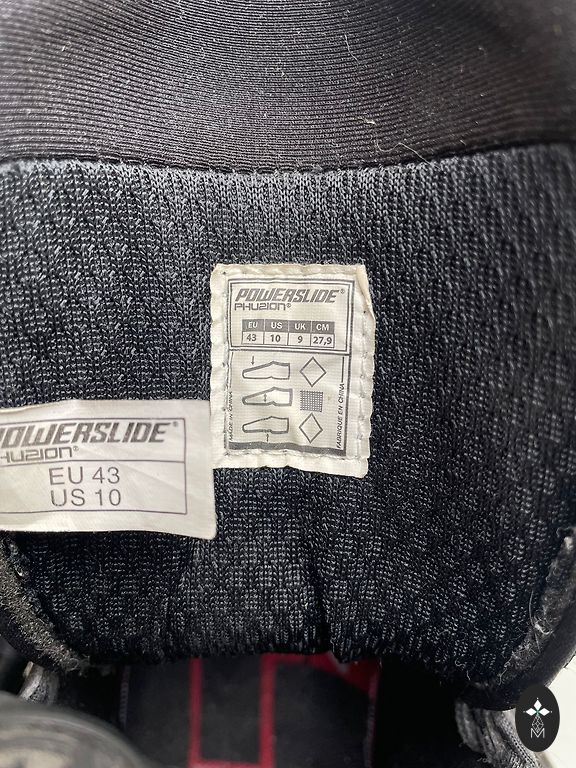 POWERSLIDE®
PHUZION®
EU US UK CM
43 10 9 27,9
MADE IN CHINA
FABRIQUE EN CHINA
POWERSLIDE®
PHUZION®
EU 43
US 10
M